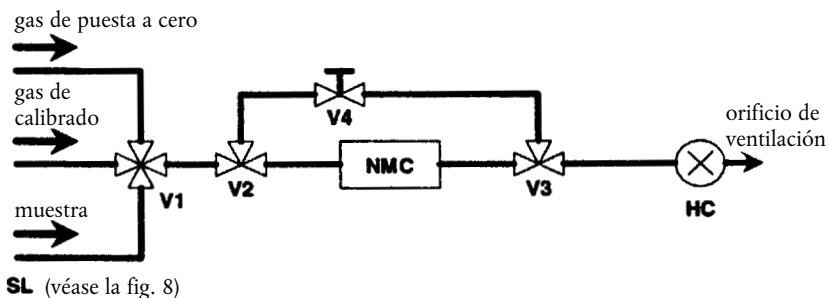 gas de puesta a cero
gas de
calibrado
V4
orificio de
ventilación
NMC
V1
V2
V3
HC
muestra
SL (véase la fig. 8)